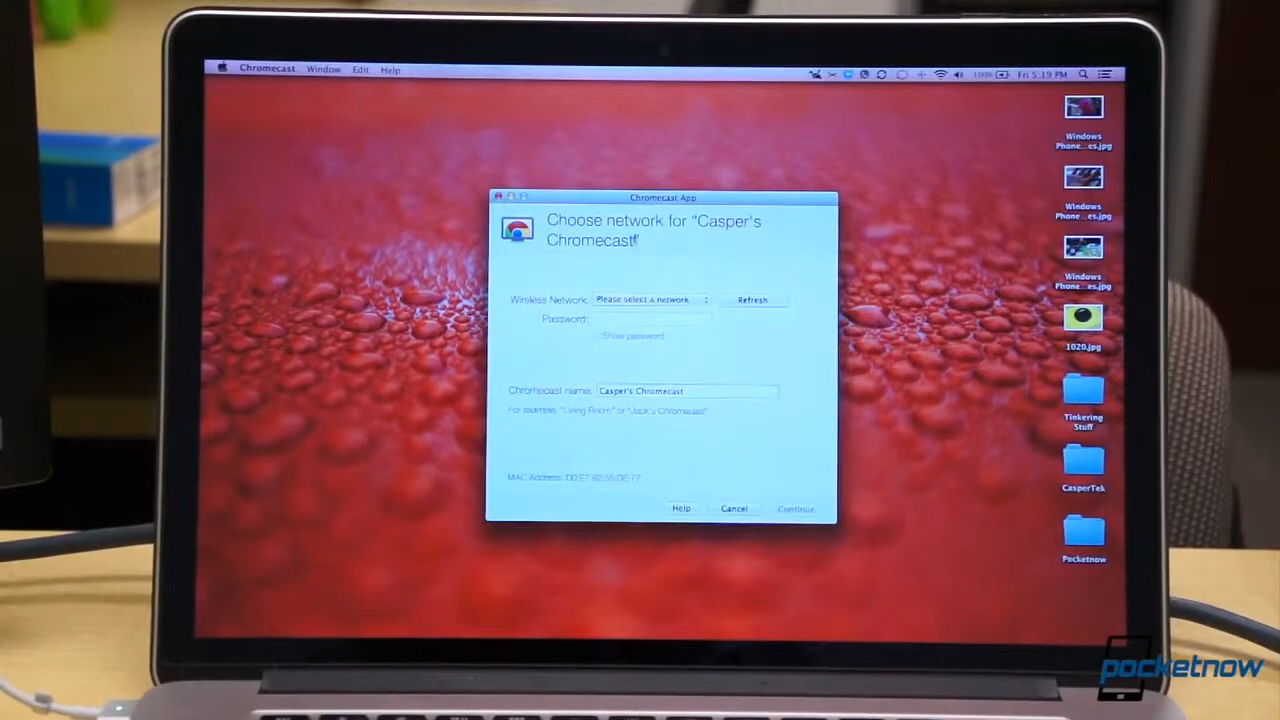 Chromecast Window Edit Help
100% Fri 5:19 PM
Chromecast App
Choose network for "Casper's
Chromecast"
Wireless Network: Please select a network Refresh
Password:
Show password
Chromecast name: Casper's Chromecast
For example, "Living Room" or "Jack's Chromecast"
MAC Address:
Help Cancel Continue
Windows
Phone...es.jpg
Windows
Phone...es.jpg
Windows
Phone...es.jpg
1020.jpg
Tinkering
Stuff
CasperTek
Pocketnow
pocketnow